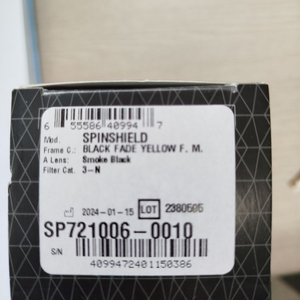 6 55586 40994 7
Mod. SPINSHIELD
Frame C.: BLACK FADE YELLOW F. M.
A Lens: Smoke Black
Filter Cat. 3-N
2024-01-15 LOT 2380505
SP721006-0010
S/N
4099472401150386